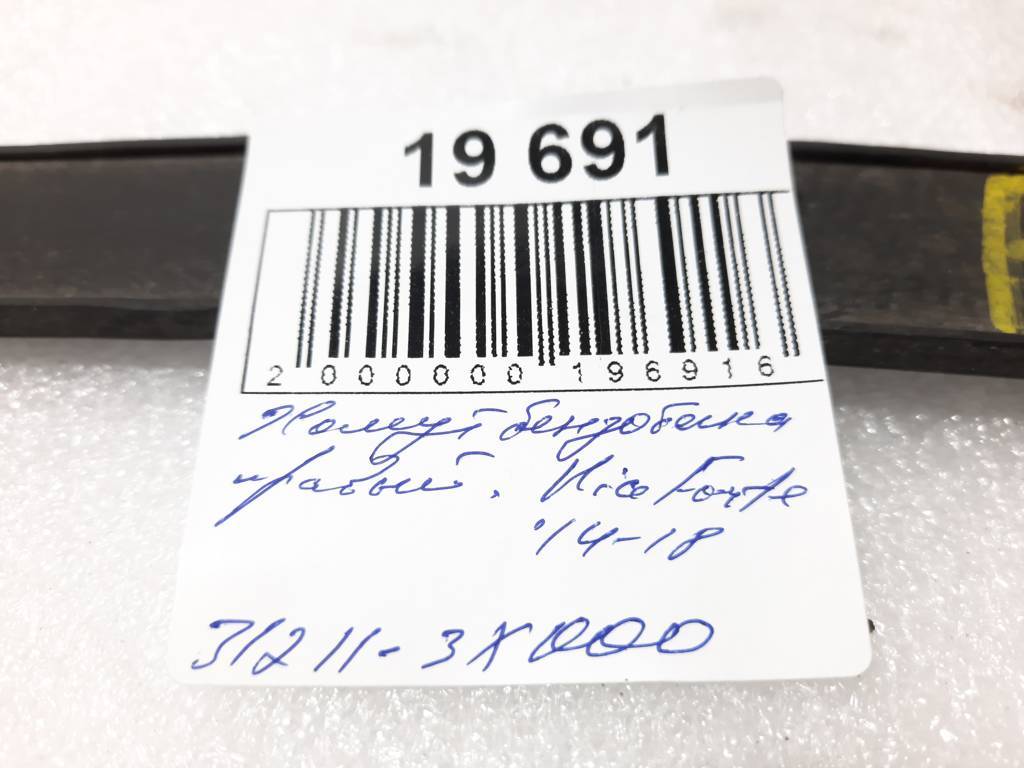 19 691
2 000000 196916
Хомут бензобака
правый. Kia Forte
'14-18
31211-3X000